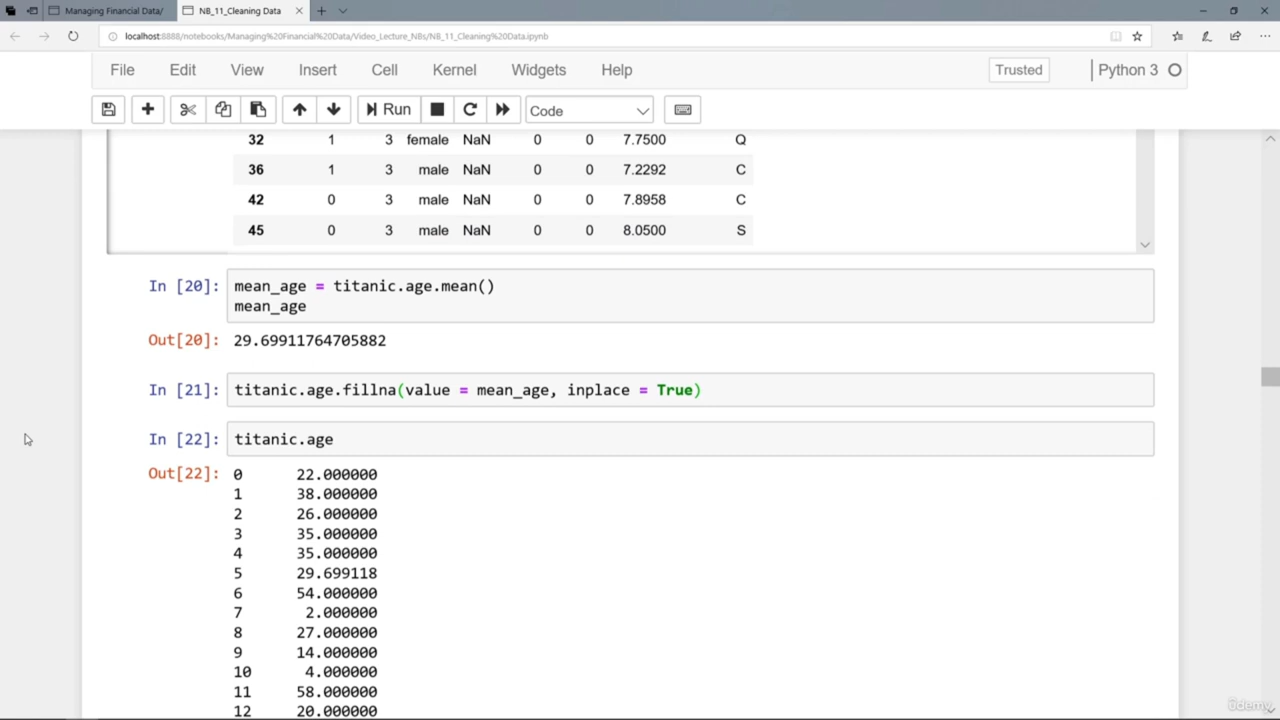 Managing Financial Data/
NB_11_Cleaning Data
localhost:8888/notebooks/Managing%20Financial%20Data/Video_Lecture_NBs/NB_11_Cleaning%20Data.ipynb
File Edit View Insert Cell Kernel Widgets Help Trusted Python 3
Run Code
32 1 3 female NaN 0 0 7.7500 Q
36 1 3 male NaN 0 0 7.2292 C
42 0 3 male NaN 0 0 7.8958 C
45 0 3 male NaN 0 0 8.0500 S
In [20]: mean_age = titanic.age.mean()
mean_age
Out[20]: 29.69911764705882
In [21]: titanic.age.fillna(value = mean_age, inplace = True)
In [22]: titanic.age
Out[22]: 0 22.000000
1 38.000000
2 26.000000
3 35.000000
4 35.000000
5 29.699118
6 54.000000
7 2.000000
8 27.000000
9 14.000000
10 4.000000
11 58.000000
12 20.000000
ûdemy